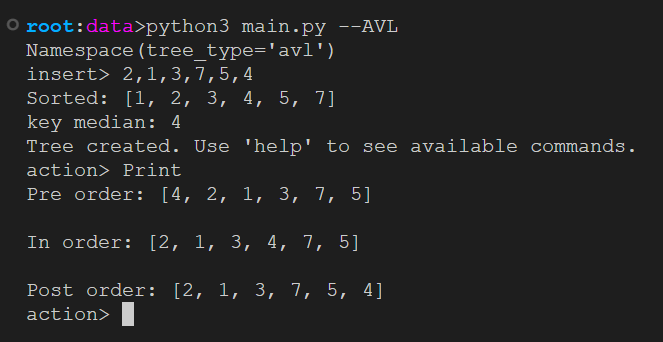 root:data>python3 main.py --AVL
Namespace(tree_type='avl')
insert> 2,1,3,7,5,4
Sorted: [1, 2, 3, 4, 5, 7]
key median: 4
Tree created. Use 'help' to see available commands.
action> Print
Pre order: [4, 2, 1, 3, 7, 5]
In order: [2, 1, 3, 4, 7, 5]
Post order: [2, 1, 3, 7, 5, 4]
action>